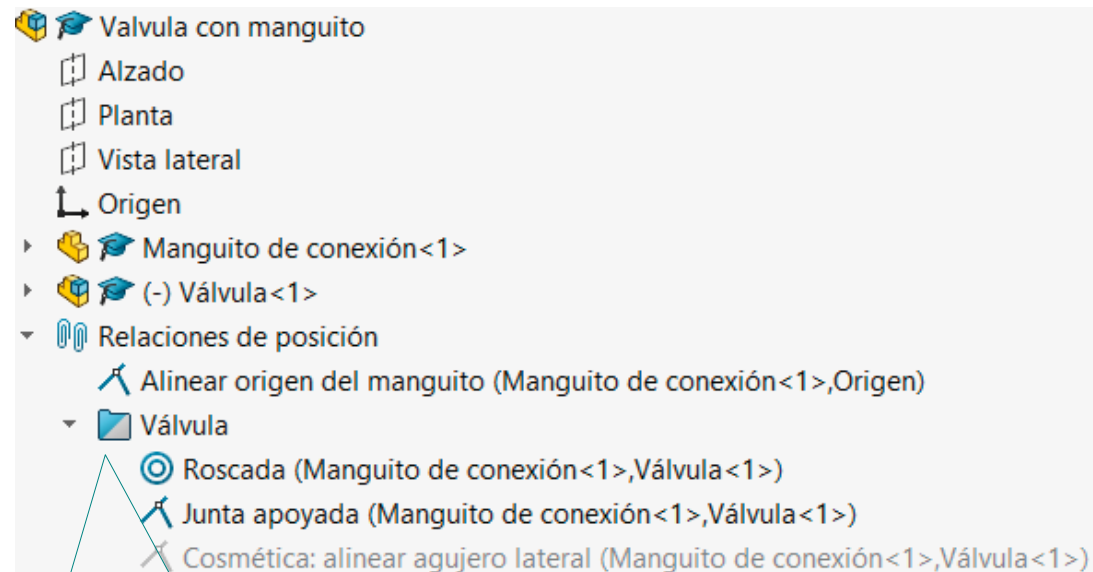 Valvula con manguito
Alzado
Planta
Vista lateral
Origen
Manguito de conexión<1>
(-) Válvula<1>
Relaciones de posición
Alinear origen del manguito (Manguito de conexión<1>,Origen)
Válvula
Roscada (Manguito de conexión<1>,Válvula<1>)
Junta apoyada (Manguito de conexión<1>,Válvula<1>)
Cosmética: alinear agujero lateral (Manguito de conexión<1>,Válvula<1>)